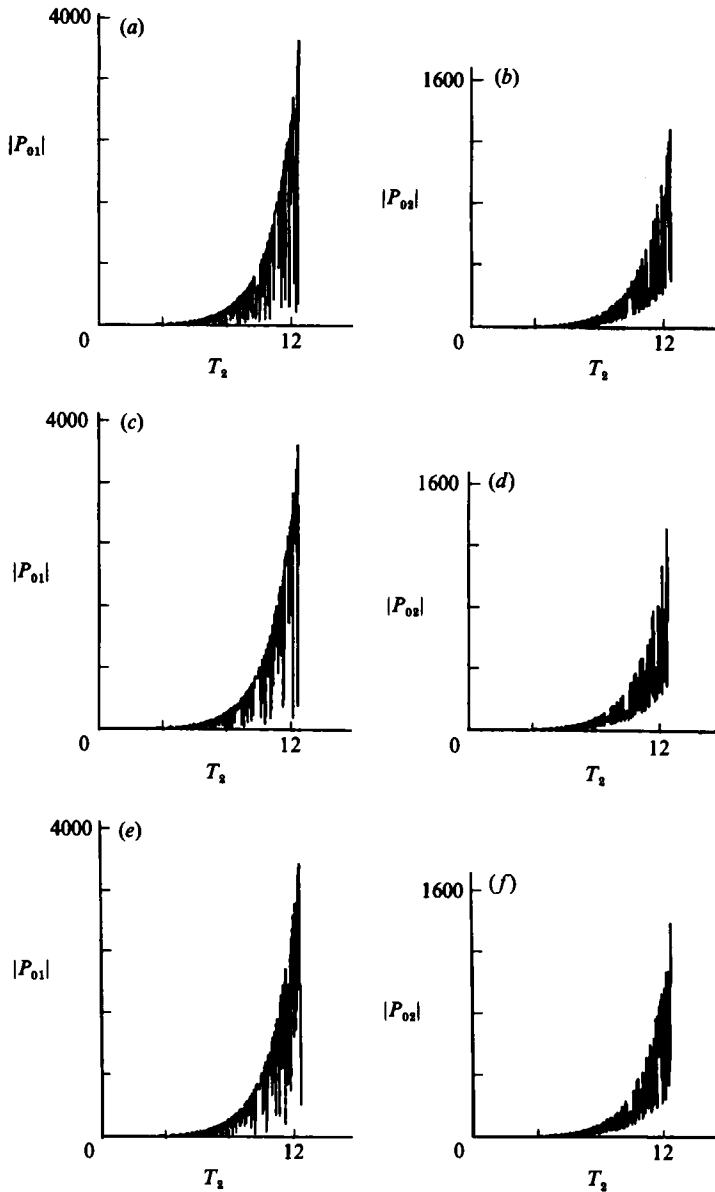 4000
(a)
|P₀₁|
0
12
T₂
1600
(b)
|P₀₂|
0
12
T₂
4000
(c)
|P₀₁|
0
12
T₂
1600
(d)
|P₀₂|
0
12
T₂
4000
(e)
|P₀₁|
0
12
T₂
1600
(f)
|P₀₂|
0
12
T₂